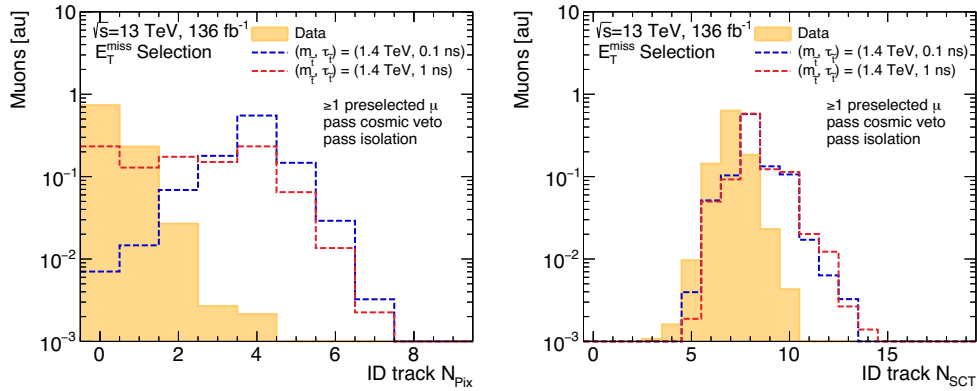 Muons [au]
√s=13 TeV, 136 fb⁻¹
E_T^miss Selection
Data
(m_t̃, τ_t̃) = (1.4 TeV, 0.1 ns)
(m_t̃, τ_t̃) = (1.4 TeV, 1 ns)
≥1 preselected μ
pass cosmic veto
pass isolation
10
1
10⁻¹
10⁻²
10⁻³
0 2 4 6 8
ID track N_Pix
Muons [au]
√s=13 TeV, 136 fb⁻¹
E_T^miss Selection
Data
(m_t̃, τ_t̃) = (1.4 TeV, 0.1 ns)
(m_t̃, τ_t̃) = (1.4 TeV, 1 ns)
≥1 preselected μ
pass cosmic veto
pass isolation
10
1
10⁻¹
10⁻²
10⁻³
0 5 10 15
ID track N_SCT